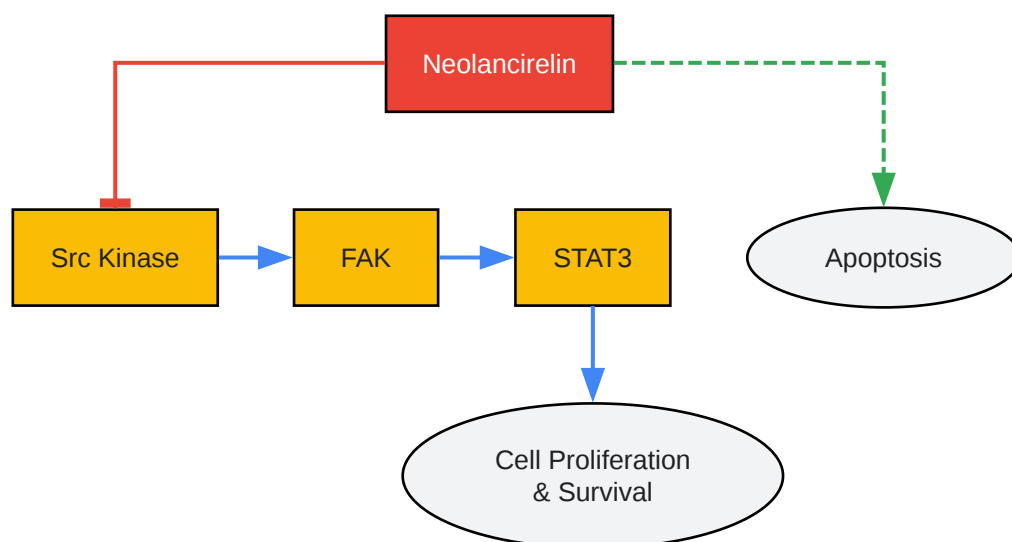 Neolancirelin
Src Kinase
FAK
STAT3
Apoptosis
Cell Proliferation
& Survival